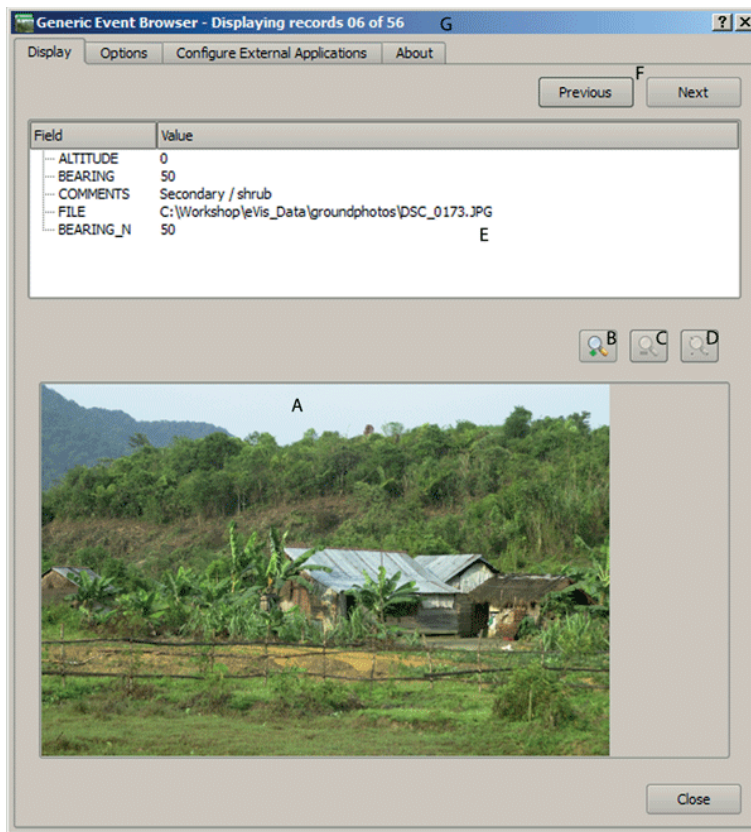 Generic Event Browser - Displaying records 06 of 56 G
Display Options Configure External Applications About
F
Previous Next
Field Value
ALTITUDE 0
BEARING 50
COMMENTS Secondary / shrub
FILE C:\Workshop\eVis_Data\groundphotos\DSC_0173.JPG
BEARING_N 50
E
B C D
A
Close